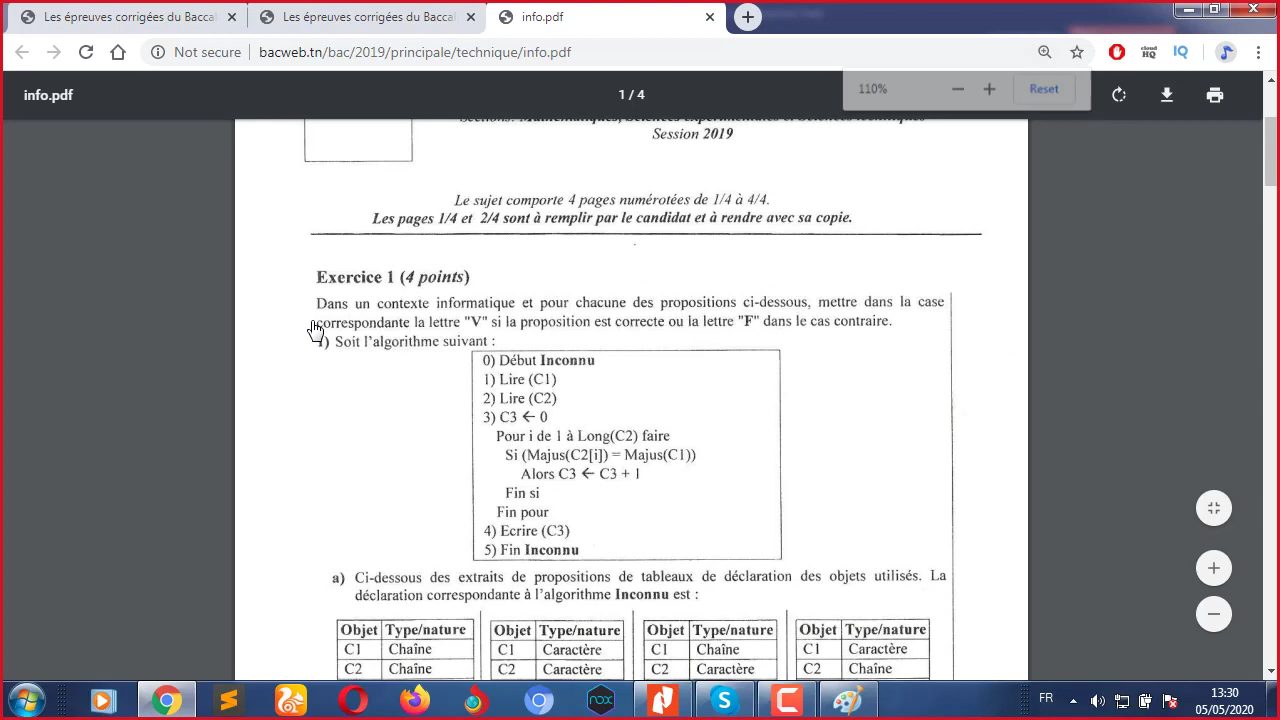 Les épreuves corrigées du Baccal
Les épreuves corrigées du Baccal
info.pdf
Not secure
bacweb.tn/bac/2019/principale/technique/info.pdf
cloud HQ
IQ
info.pdf
1 / 4
110%
Reset
Session 2019
Le sujet comporte 4 pages numérotées de 1/4 à 4/4.
Les pages 1/4 et 2/4 sont à remplir par le candidat et à rendre avec sa copie.
Exercice 1 (4 points)
Dans un contexte informatique et pour chacune des propositions ci-dessous, mettre dans la case
correspondante la lettre "V" si la proposition est correcte ou la lettre "F" dans le cas contraire.
1) Soit l'algorithme suivant :
0) Début Inconnu
1) Lire (C1)
2) Lire (C2)
3) C3 ← 0
Pour i de 1 à Long(C2) faire
Si (Majus(C2[i]) = Majus(C1))
Alors C3 ← C3 + 1
Fin si
Fin pour
4) Ecrire (C3)
5) Fin Inconnu
a) Ci-dessous des extraits de propositions de tableaux de déclaration des objets utilisés. La
déclaration correspondante à l'algorithme Inconnu est :
Objet Type/nature Objet Type/nature Objet Type/nature Objet Type/nature
C1 Chaîne C1 Caractère C1 Chaîne C1 Caractère
C2 Chaîne C2 Caractère C2 Caractère C2 Chaîne
nox
FR
13:30
05/05/2020